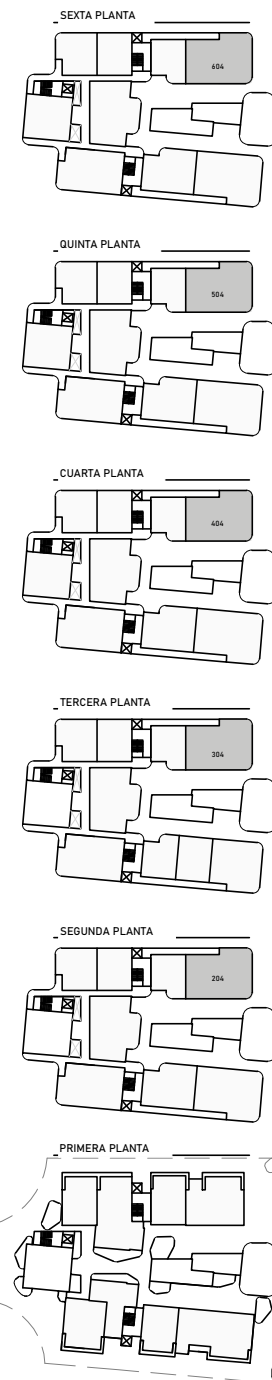 SEXTA PLANTA
604
QUINTA PLANTA
504
CUARTA PLANTA
404
TERCERA PLANTA
304
SEGUNDA PLANTA
204
PRIMERA PLANTA